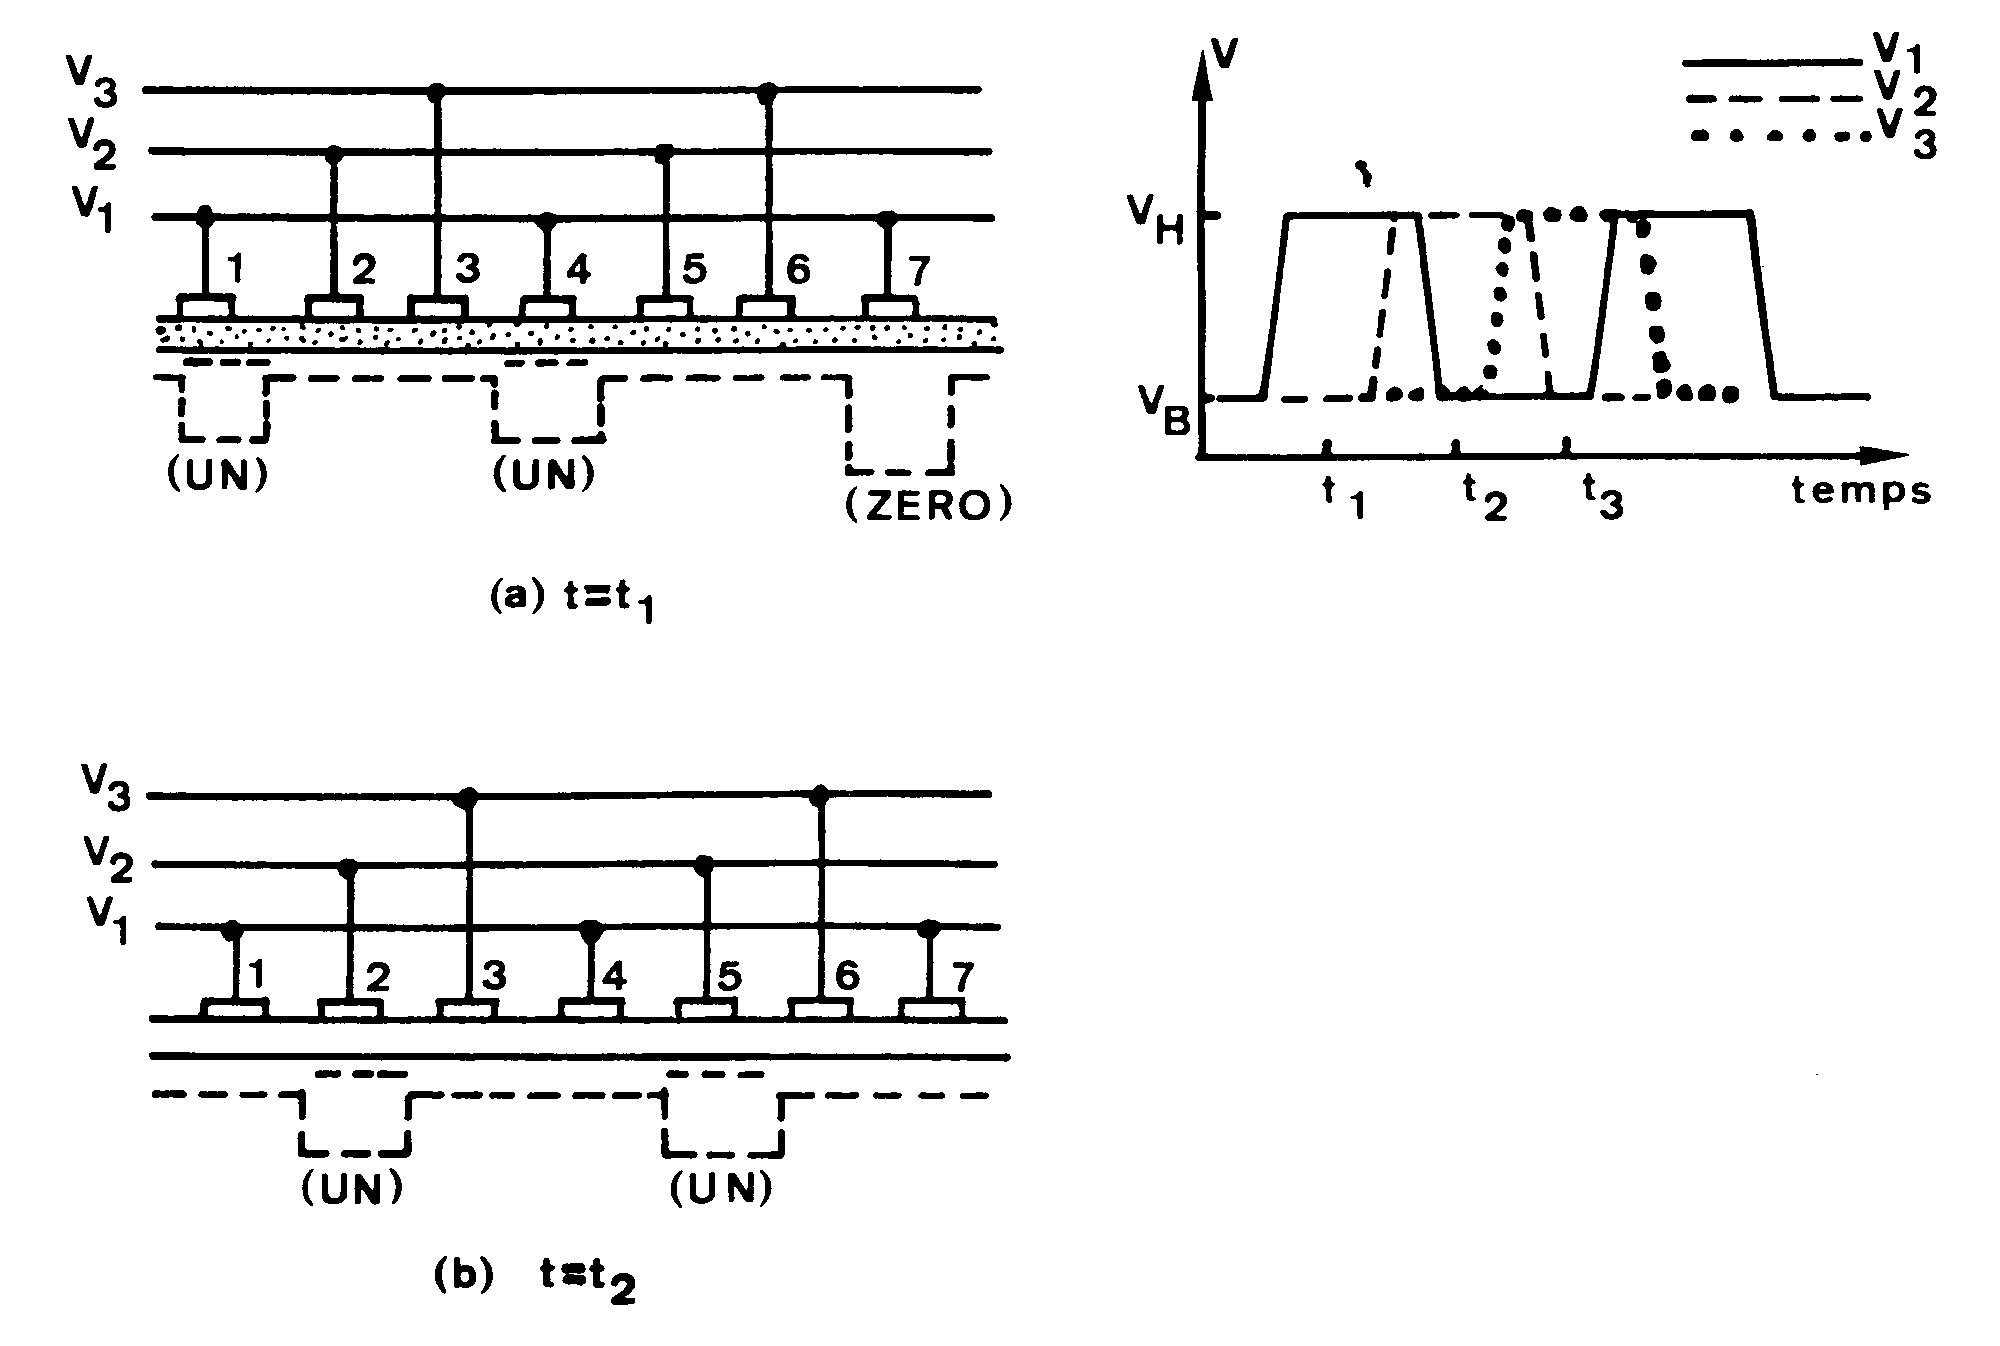 V3
V2
V1
1 2 3 4 5 6 7
(UN) (UN) (ZERO)
(a) t=t1
V
V1
V2
V3
VH
VB
t1 t2 t3 temps
V3
V2
V1
1 2 3 4 5 6 7
(UN) (UN)
(b) t=t2